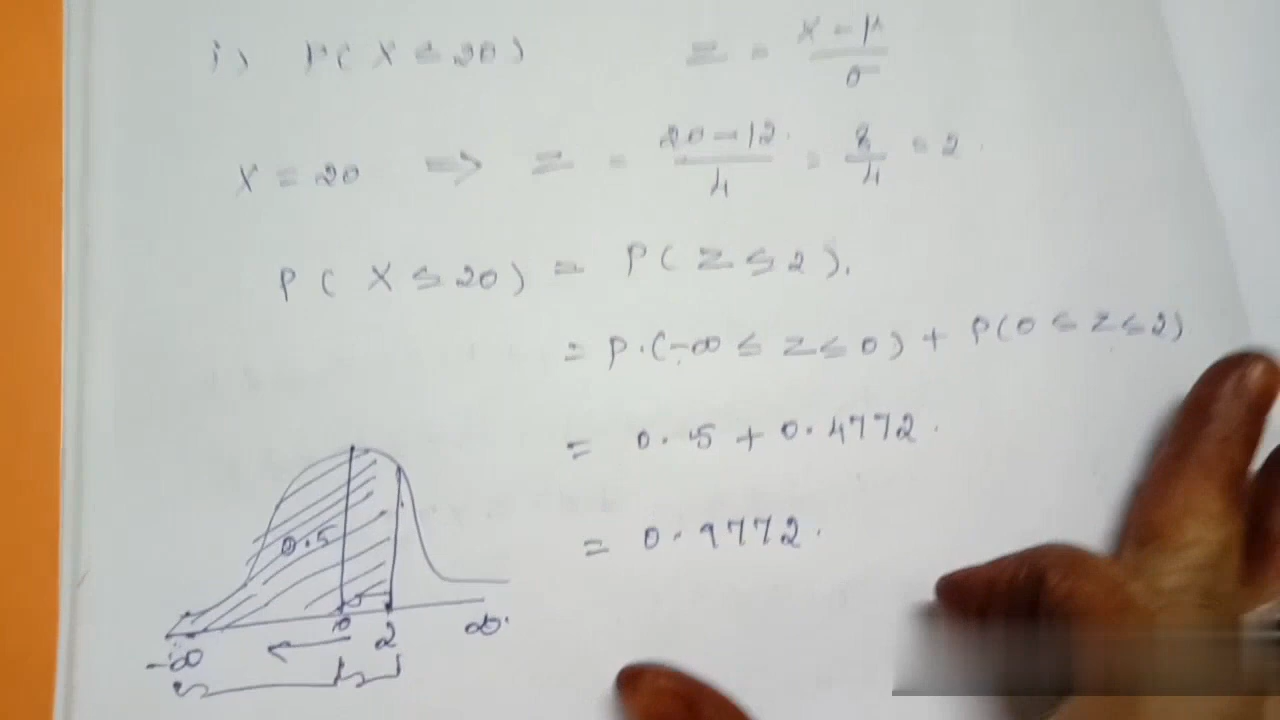 i) P( X ≤ 20) Z = X - μ / σ
X = 20 ⇒ Z = 20 - 12 / 4 = 8/4 = 2.
P( X ≤ 20) = P( Z ≤ 2).
= P.(-∞ ≤ Z ≤ 0) + P(0 ≤ Z ≤ 2)
= 0.5 + 0.4772.
= 0.9772.
0.5
-∞ 0 2 ∞.